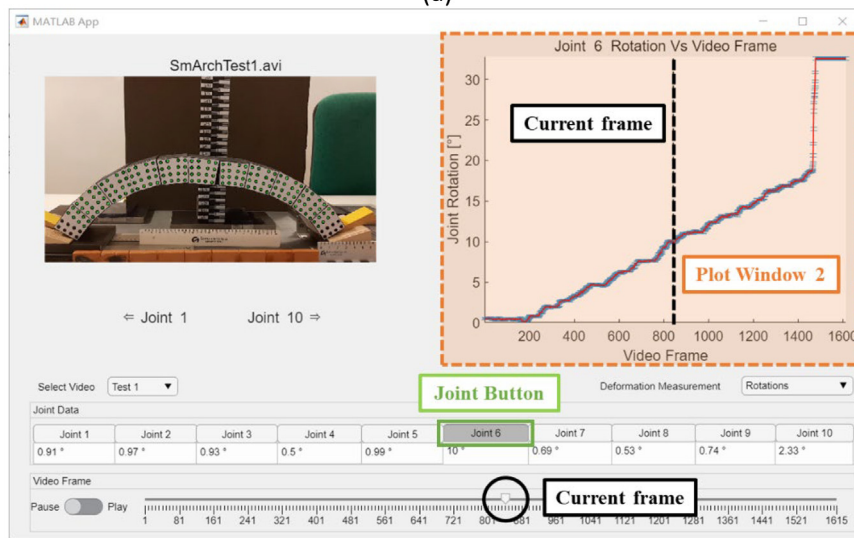 (a)
MATLAB App
SmArchTest1.avi
⇐ Joint 1
Joint 10 ⇒
Joint 6 Rotation Vs Video Frame
Joint Rotation [°]
30
25
20
15
10
5
0
200 400 600 800 1000 1200 1400 1600
Video Frame
Current frame
Plot Window 2
Select Video Test 1
Joint Button
Deformation Measurement Rotations
Joint Data
Joint 1 Joint 2 Joint 3 Joint 4 Joint 5 Joint 6 Joint 7 Joint 8 Joint 9 Joint 10
0.91 ° 0.97 ° 0.93 ° 0.5 ° 0.99 ° 10 ° 0.69 ° 0.53 ° 0.74 ° 2.33 °
Video Frame
Pause Play
Current frame
1 81 161 241 321 401 481 561 641 721 801 881 961 1041 1121 1201 1281 1361 1441 1521 1615